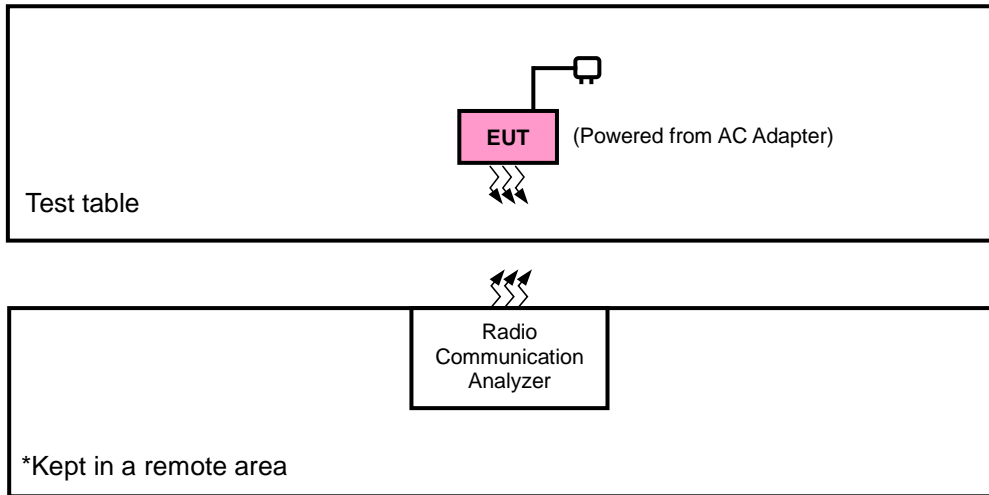 EUT
(Powered from AC Adapter)
Test table
Radio
Communication
Analyzer
*Kept in a remote area